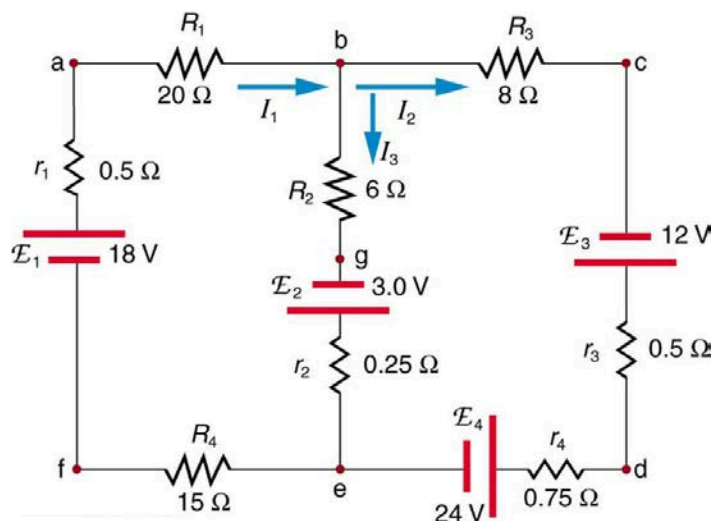 R₁
b
R₃
a
c
20 Ω
I₁
I₂
8 Ω
I₃
r₁
0.5 Ω
R₂
6 Ω
ℰ₁
18 V
g
ℰ₂
3.0 V
ℰ₃
12 V
r₂
0.25 Ω
r₃
0.5 Ω
R₄
ℰ₄
r₄
f
e
d
15 Ω
24 V
0.75 Ω